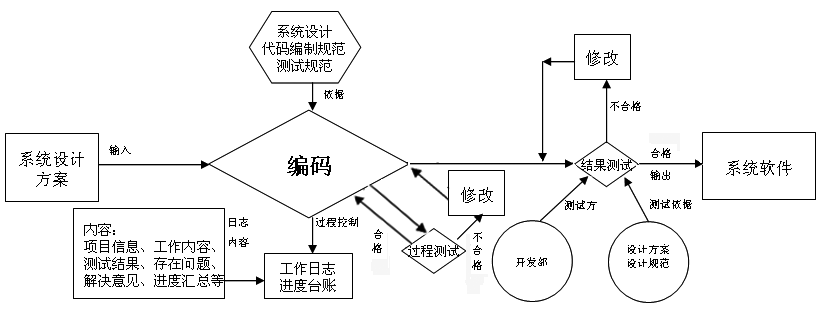 系统设计
代码编制规范
测试规范
依据
修改
不合格
系统设计
方案
输入
编码
结果测试
合格
输出
系统软件
修改
测试方
测试依据
日志
内容
过程控制
合格
过程测试
不合格
内容：
项目信息、工作内容、
测试结果、存在问题、
解决意见、进度汇总等
工作日志
进度台账
开发部
设计方案
设计规范